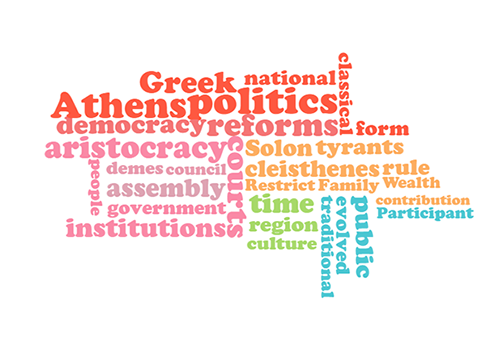 Greek national classical
Athens politics
democracy reforms form
aristocracy courts Solon tyrants
people demes council cleisthenes rule
assembly Restrict Family Wealth
government time traditional evolved public contribution
institutions region Participant
culture